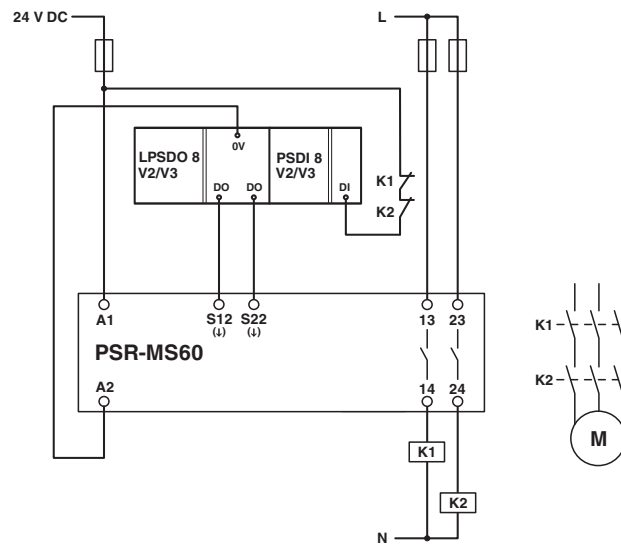 24 V DC
L
0V
LPSDO 8
V2/V3
PSDI 8
V2/V3
DO
DO
DI
K1
K2
A1
S12
(↓)
S22
(↓)
13
23
PSR-MS60
A2
14
24
K1
K2
N
K1
K2
M